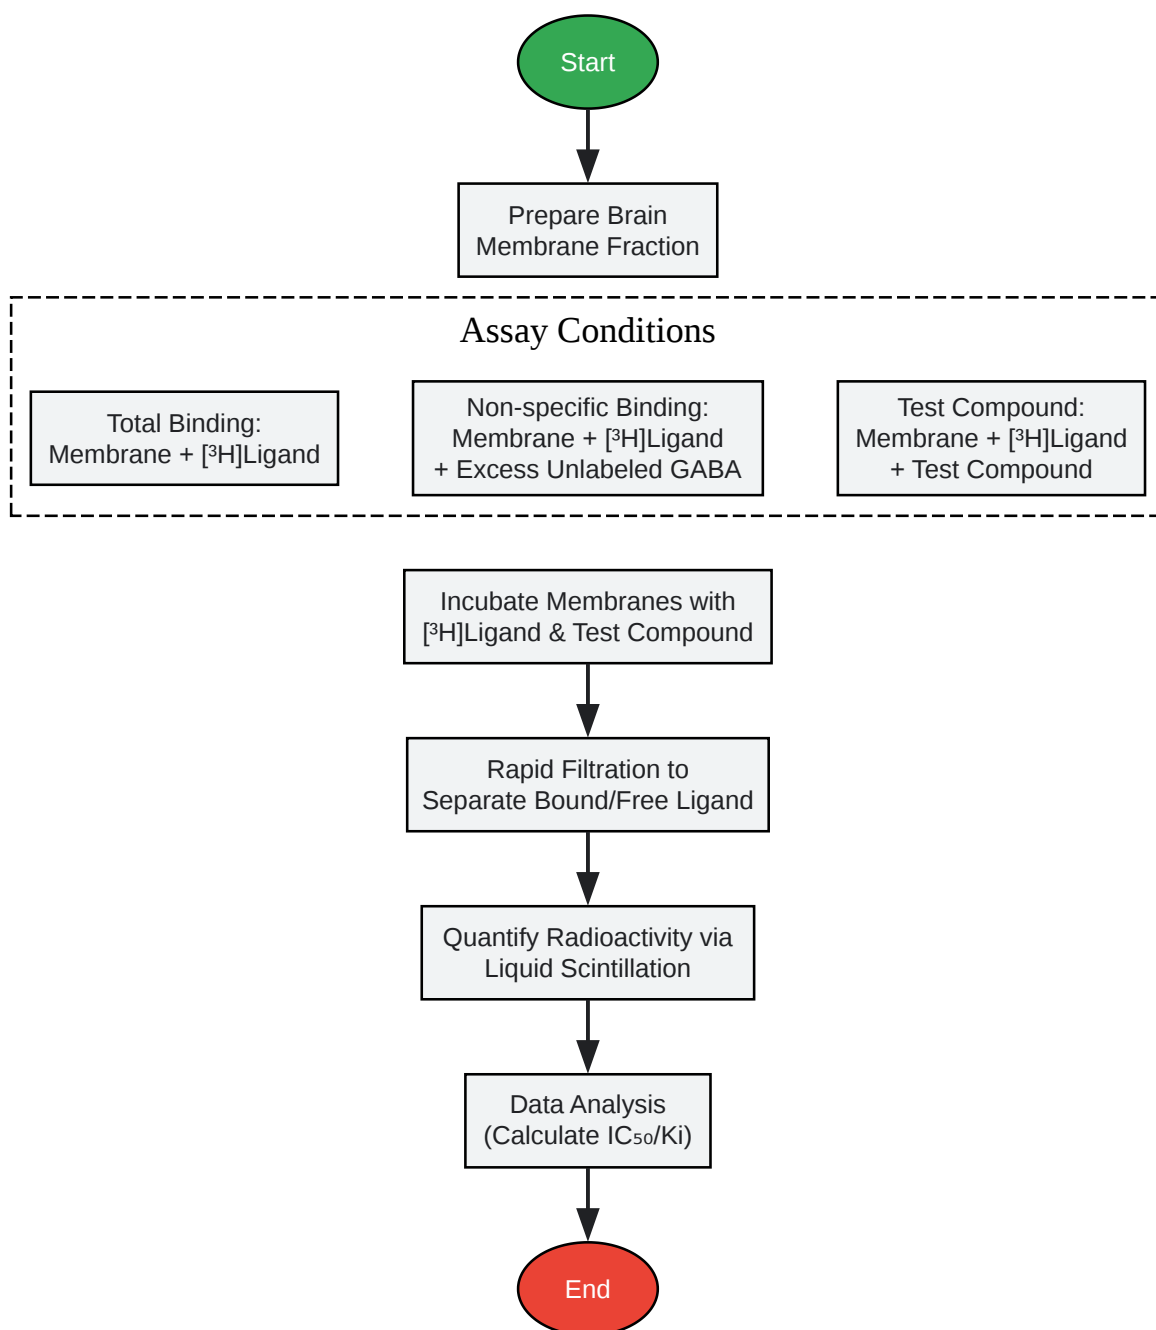 Start
Prepare Brain
Membrane Fraction
Assay Conditions
Total Binding:
Membrane + [³H]Ligand
Non-specific Binding:
Membrane + [³H]Ligand
+ Excess Unlabeled GABA
Test Compound:
Membrane + [³H]Ligand
+ Test Compound
Incubate Membranes with
[³H]Ligand & Test Compound
Rapid Filtration to
Separate Bound/Free Ligand
Quantify Radioactivity via
Liquid Scintillation
Data Analysis
(Calculate IC₅₀/Ki)
End